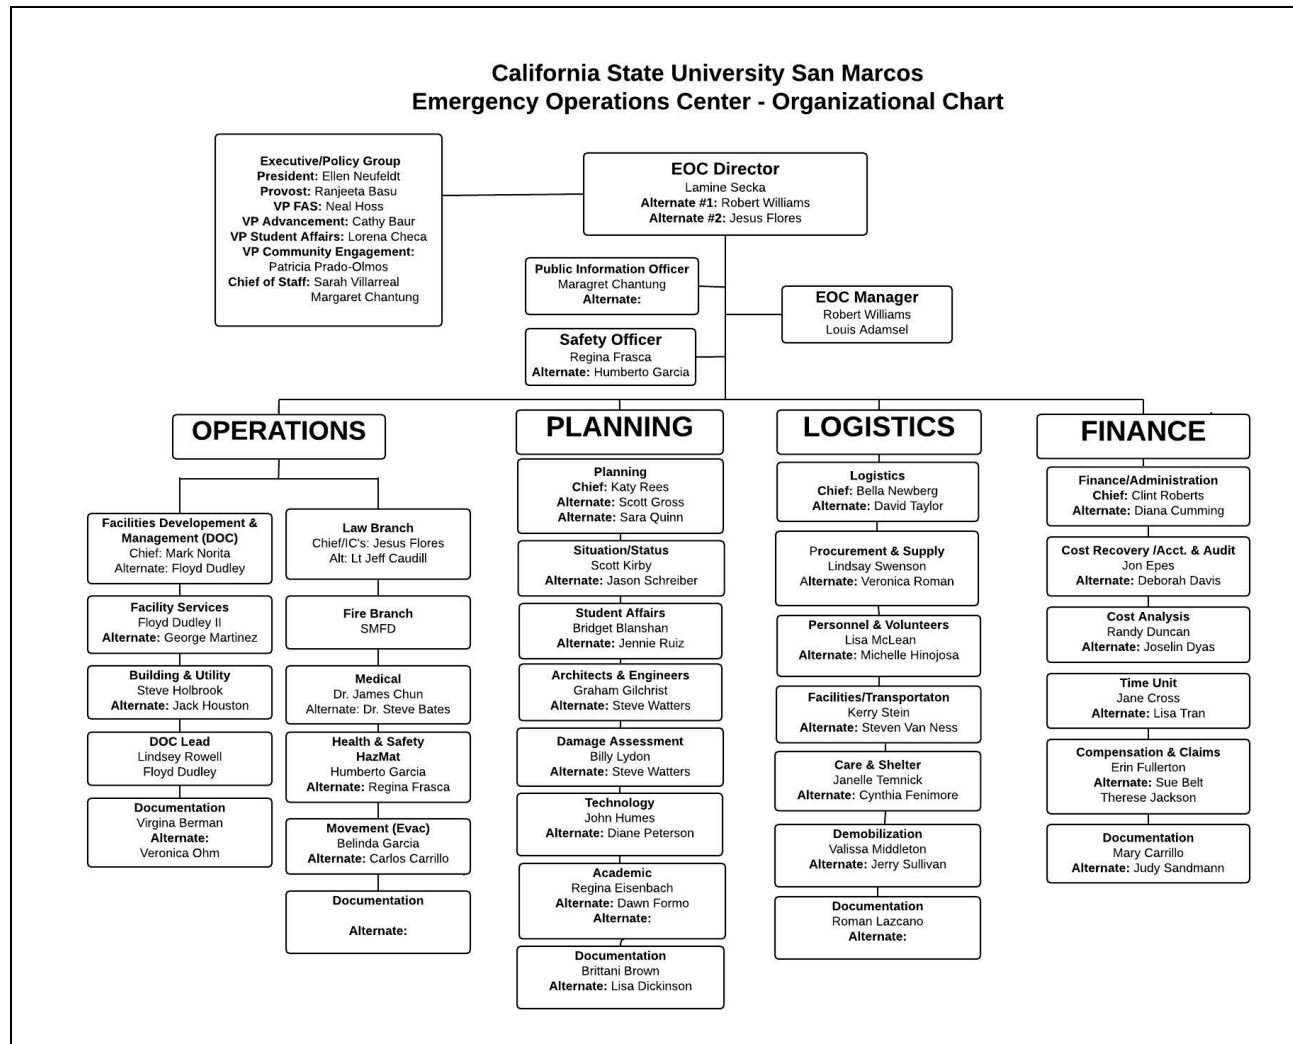 California State University San Marcos
Emergency Operations Center - Organizational Chart
Executive/Policy Group
President: Ellen Neufeldt
Provost: Ranjeeta Basu
VP FAS: Neal Hoss
VP Advancement: Cathy Baur
VP Student Affairs: Lorena Checa
VP Community Engagement:
Patricia Prado-Olmos
Chief of Staff: Sarah Villarreal
Margaret Chantung
EOC Director
Lamine Secka
Alternate #1: Robert Williams
Alternate #2: Jesus Flores
Public Information Officer
Maragret Chantung
Alternate:
EOC Manager
Robert Williams
Louis Adamsel
Safety Officer
Regina Frasca
Alternate: Humberto Garcia
OPERATIONS
Facilities Developement &
Management (DOC)
Chief: Mark Norita
Alternate: Floyd Dudley
Facility Services
Floyd Dudley II
Alternate: George Martinez
Building & Utility
Steve Holbrook
Alternate: Jack Houston
DOC Lead
Lindsey Rowell
Floyd Dudley
Documentation
Virgina Berman
Alternate:
Veronica Ohm
Law Branch
Chief/IC's: Jesus Flores
Alt: Lt Jeff Caudill
Fire Branch
SMFD
Medical
Dr. James Chun
Alternate: Dr. Steve Bates
Health & Safety
HazMat
Humberto Garcia
Alternate: Regina Frasca
Movement (Evac)
Belinda Garcia
Alternate: Carlos Carrillo
Documentation
Alternate:
PLANNING
Planning
Chief: Katy Rees
Alternate: Scott Gross
Alternate: Sara Quinn
Situation/Status
Scott Kirby
Alternate: Jason Schreiber
Student Affairs
Bridget Blanshan
Alternate: Jennie Ruiz
Architects & Engineers
Graham Gilchrist
Alternate: Steve Watters
Damage Assessment
Billy Lydon
Alternate: Steve Watters
Technology
John Humes
Alternate: Diane Peterson
Academic
Regina Eisenbach
Alternate: Dawn Formo
Alternate:
Documentation
Brittani Brown
Alternate: Lisa Dickinson
LOGISTICS
Logistics
Chief: Bella Newberg
Alternate: David Taylor
Procurement & Supply
Lindsay Swenson
Alternate: Veronica Roman
Personnel & Volunteers
Lisa McLean
Alternate: Michelle Hinojosa
Facilities/Transportaton
Kerry Stein
Alternate: Steven Van Ness
Care & Shelter
Janelle Temnick
Alternate: Cynthia Fenimore
Demobilization
Valissa Middleton
Alternate: Jerry Sullivan
Documentation
Roman Lazcano
Alternate:
FINANCE
Finance/Administration
Chief: Clint Roberts
Alternate: Diana Cumming
Cost Recovery /Acct. & Audit
Jon Epes
Alternate: Deborah Davis
Cost Analysis
Randy Duncan
Alternate: Joselin Dyas
Time Unit
Jane Cross
Alternate: Lisa Tran
Compensation & Claims
Erin Fullerton
Alternate: Sue Belt
Therese Jackson
Documentation
Mary Carrillo
Alternate: Judy Sandmann